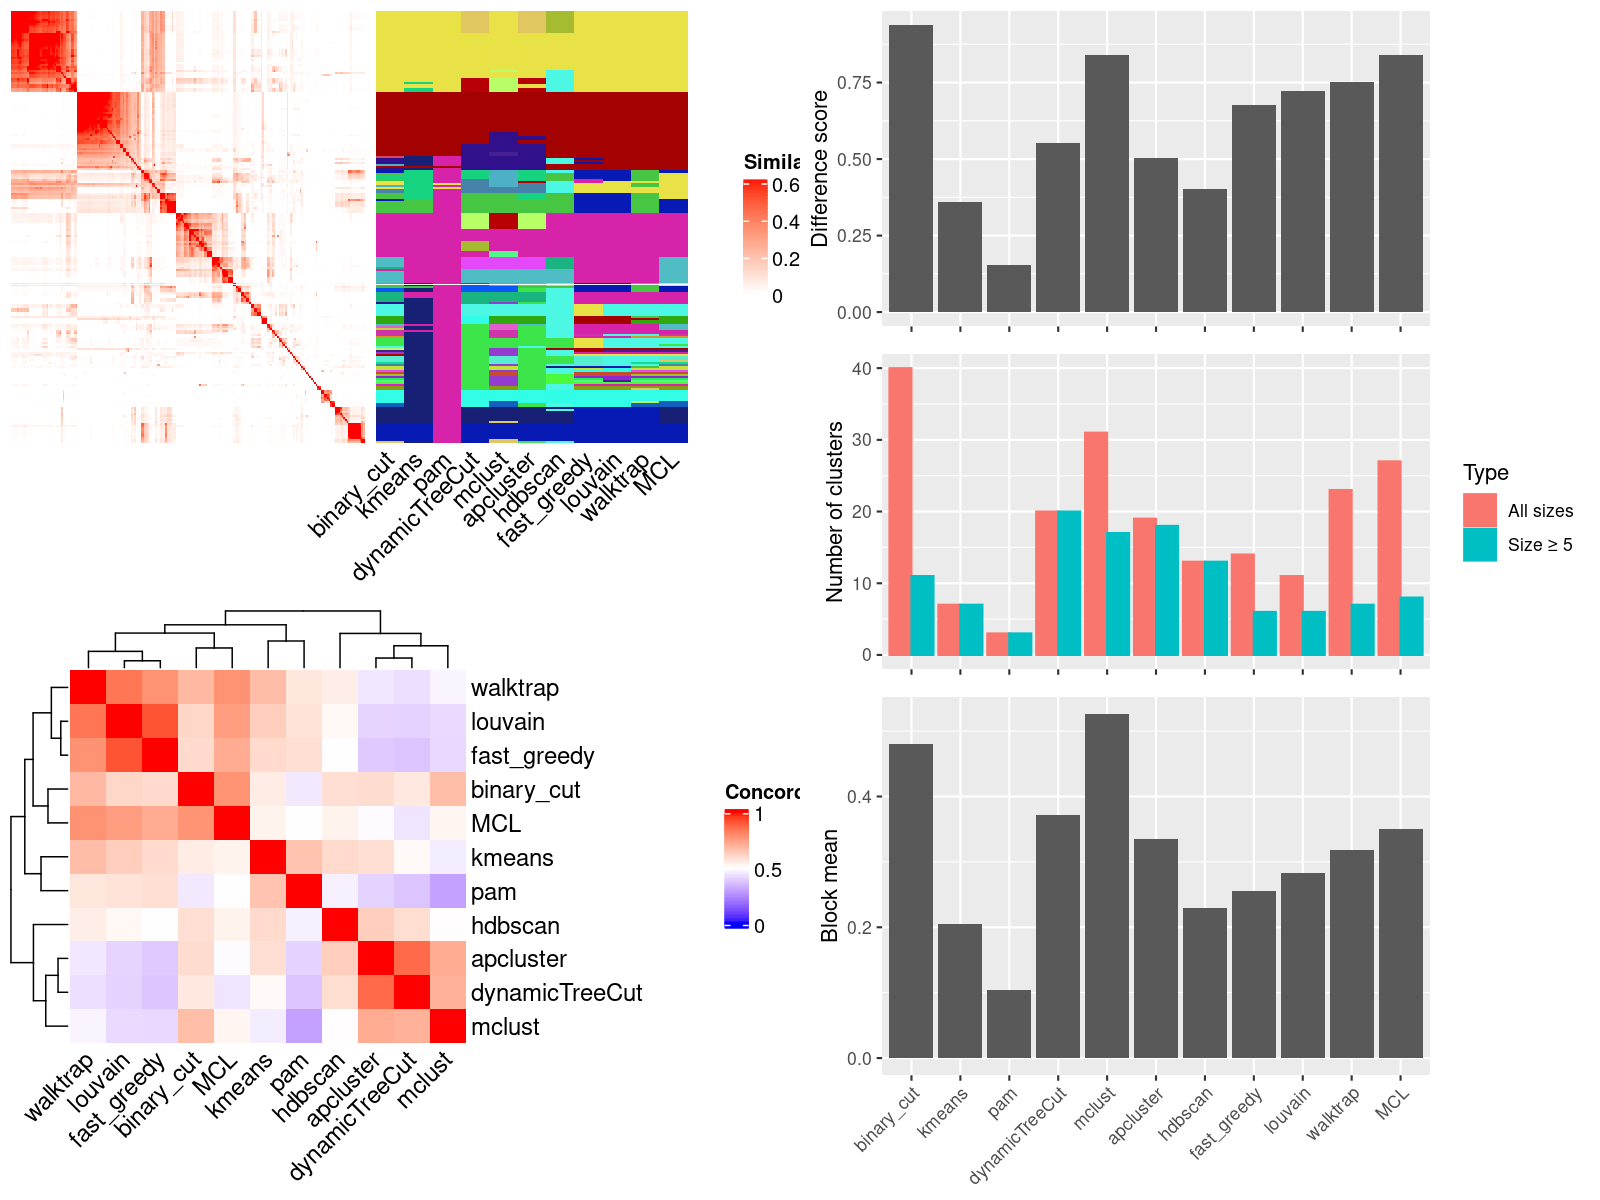 Simila
0.6
0.4
0.2
0
binary_cut
kmeans
pam
dynamicTreeCut
mclust
apcluster
hdbscan
fast_greedy
louvain
walktrap
MCL
Difference score
0.75
0.50
0.25
0.00
Number of clusters
40
30
20
10
0
Type
All sizes
Size ≥ 5
walktrap
louvain
fast_greedy
binary_cut
MCL
kmeans
pam
hdbscan
apcluster
dynamicTreeCut
mclust
walktrap
louvain
fast_greedy
binary_cut
MCL
kmeans
pam
hdbscan
apcluster
dynamicTreeCut
mclust
Concord
1
0.5
0
Block mean
0.4
0.2
0.0
binary_cut
kmeans
pam
dynamicTreeCut
mclust
apcluster
hdbscan
fast_greedy
louvain
walktrap
MCL